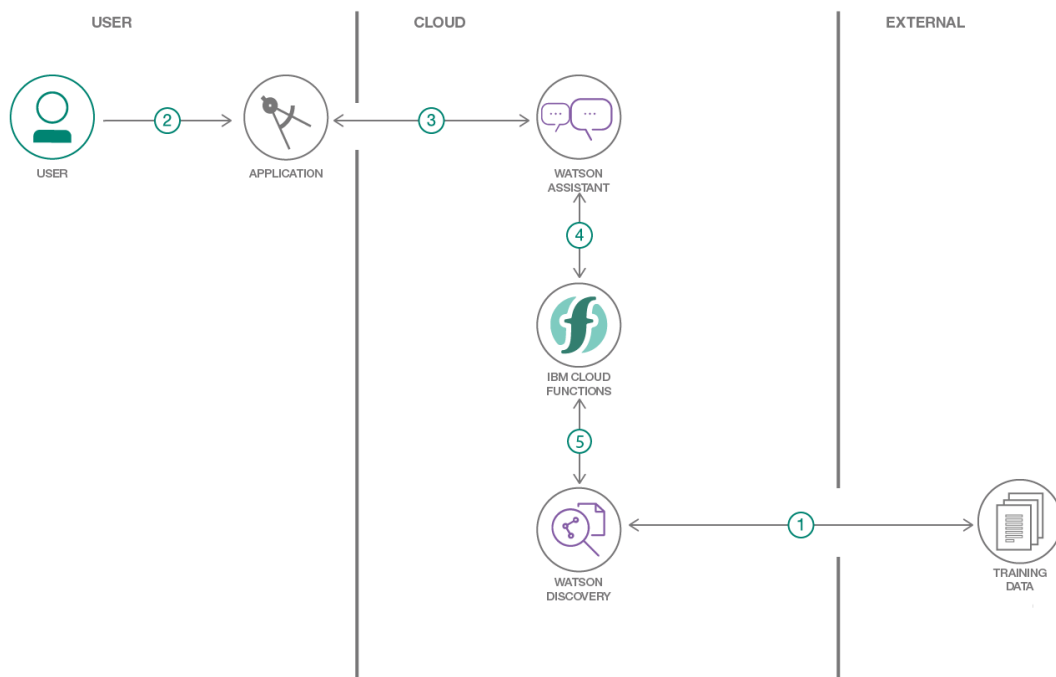 USER
CLOUD
EXTERNAL
2
3
USER
APPLICATION
WATSON
ASSISTANT
4
IBM CLOUD
FUNCTIONS
5
1
WATSON
DISCOVERY
TRAINING
DATA